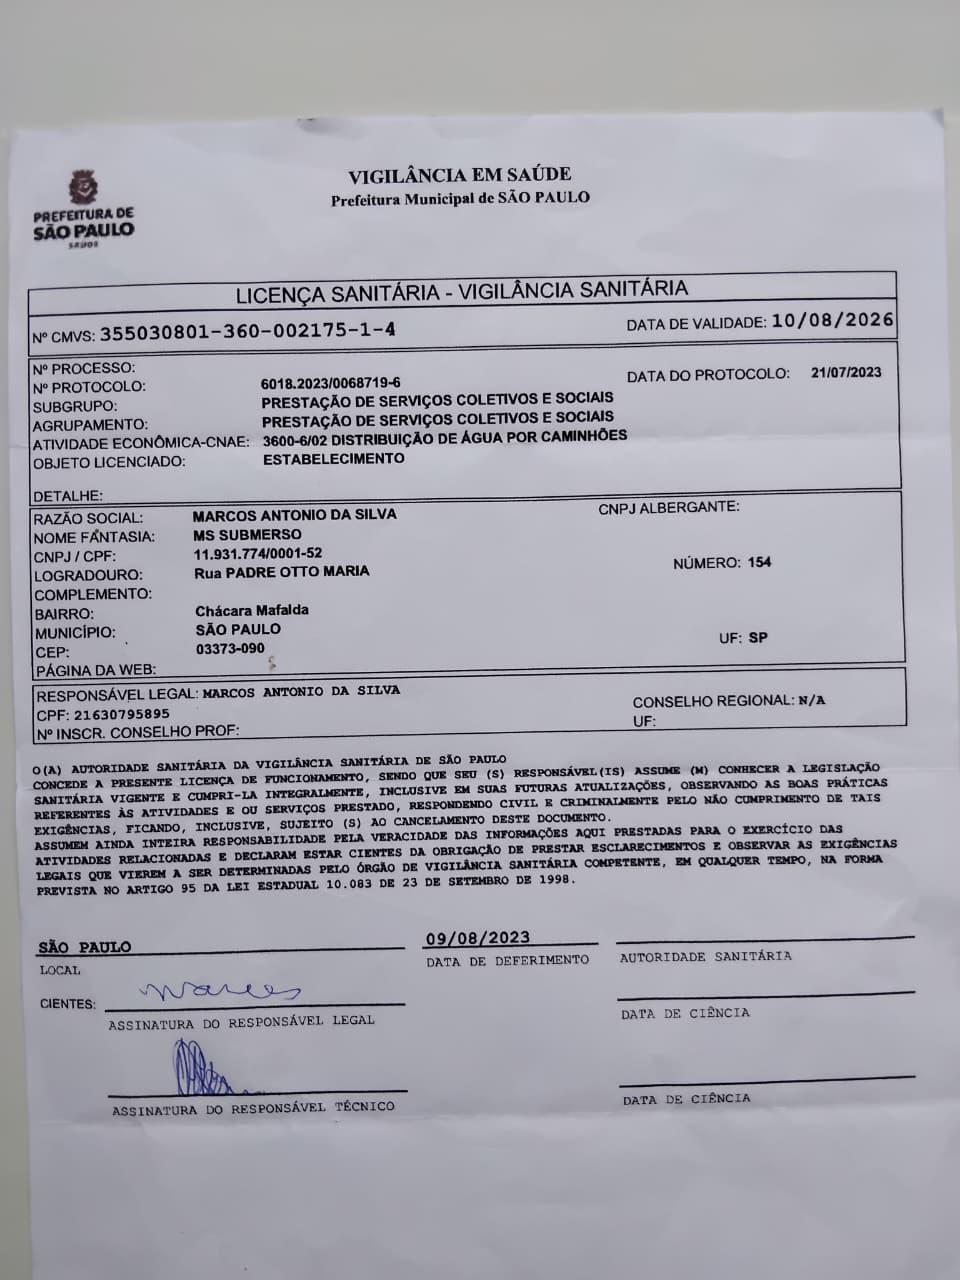 PREFEITURA DE
SÃO PAULO
SAÚDE
VIGILÂNCIA EM SAÚDE
Prefeitura Municipal de SÃO PAULO
LICENÇA SANITÁRIA - VIGILÂNCIA SANITÁRIA
Nº CMVS: 355030801-360-002175-1-4 DATA DE VALIDADE: 10/08/2026
Nº PROCESSO:
Nº PROTOCOLO: 6018.2023/0068719-6 DATA DO PROTOCOLO: 21/07/2023
SUBGRUPO: PRESTAÇÃO DE SERVIÇOS COLETIVOS E SOCIAIS
AGRUPAMENTO: PRESTAÇÃO DE SERVIÇOS COLETIVOS E SOCIAIS
ATIVIDADE ECONÔMICA-CNAE: 3600-6/02 DISTRIBUIÇÃO DE ÁGUA POR CAMINHÕES
OBJETO LICENCIADO: ESTABELECIMENTO
DETALHE:
RAZÃO SOCIAL: MARCOS ANTONIO DA SILVA CNPJ ALBERGANTE:
NOME FANTASIA: MS SUBMERSO
CNPJ / CPF: 11.931.774/0001-52
LOGRADOURO: Rua PADRE OTTO MARIA NÚMERO: 154
COMPLEMENTO:
BAIRRO: Chácara Mafalda
MUNICÍPIO: SÃO PAULO
CEP: 03373-090 UF: SP
PÁGINA DA WEB:
RESPONSÁVEL LEGAL: MARCOS ANTONIO DA SILVA
CPF: 21630795895 CONSELHO REGIONAL: N/A
Nº INSCR. CONSELHO PROF: UF:
O(A) AUTORIDADE SANITÁRIA DA VIGILÂNCIA SANITÁRIA DE SÃO PAULO
CONCEDE A PRESENTE LICENÇA DE FUNCIONAMENTO, SENDO QUE SEU (S) RESPONSÁVEL(IS) ASSUME (M) CONHECER A LEGISLAÇÃO
SANITÁRIA VIGENTE E CUMPRI-LA INTEGRALMENTE, INCLUSIVE EM SUAS FUTURAS ATUALIZAÇÕES, OBSERVANDO AS BOAS PRÁTICAS
REFERENTES ÀS ATIVIDADES E OU SERVIÇOS PRESTADO, RESPONDENDO CIVIL E CRIMINALMENTE PELO NÃO CUMPRIMENTO DE TAIS
EXIGÊNCIAS, FICANDO, INCLUSIVE, SUJEITO (S) AO CANCELAMENTO DESTE DOCUMENTO.
ASSUMEM AINDA INTEIRA RESPONSABILIDADE PELA VERACIDADE DAS INFORMAÇÕES AQUI PRESTADAS PARA O EXERCÍCIO DAS
ATIVIDADES RELACIONADAS E DECLARAM ESTAR CIENTES DA OBRIGAÇÃO DE PRESTAR ESCLARECIMENTOS E OBSERVAR AS EXIGÊNCIAS
LEGAIS QUE VIEREM A SER DETERMINADAS PELO ÓRGÃO DE VIGILÂNCIA SANITÁRIA COMPETENTE, EM QUALQUER TEMPO, NA FORMA
PREVISTA NO ARTIGO 95 DA LEI ESTADUAL 10.083 DE 23 DE SETEMBRO DE 1998.
SÃO PAULO 09/08/2023
LOCAL DATA DE DEFERIMENTO AUTORIDADE SANITÁRIA
CIENTES: Marcos
ASSINATURA DO RESPONSÁVEL LEGAL DATA DE CIÊNCIA
ASSINATURA DO RESPONSÁVEL TÉCNICO DATA DE CIÊNCIA